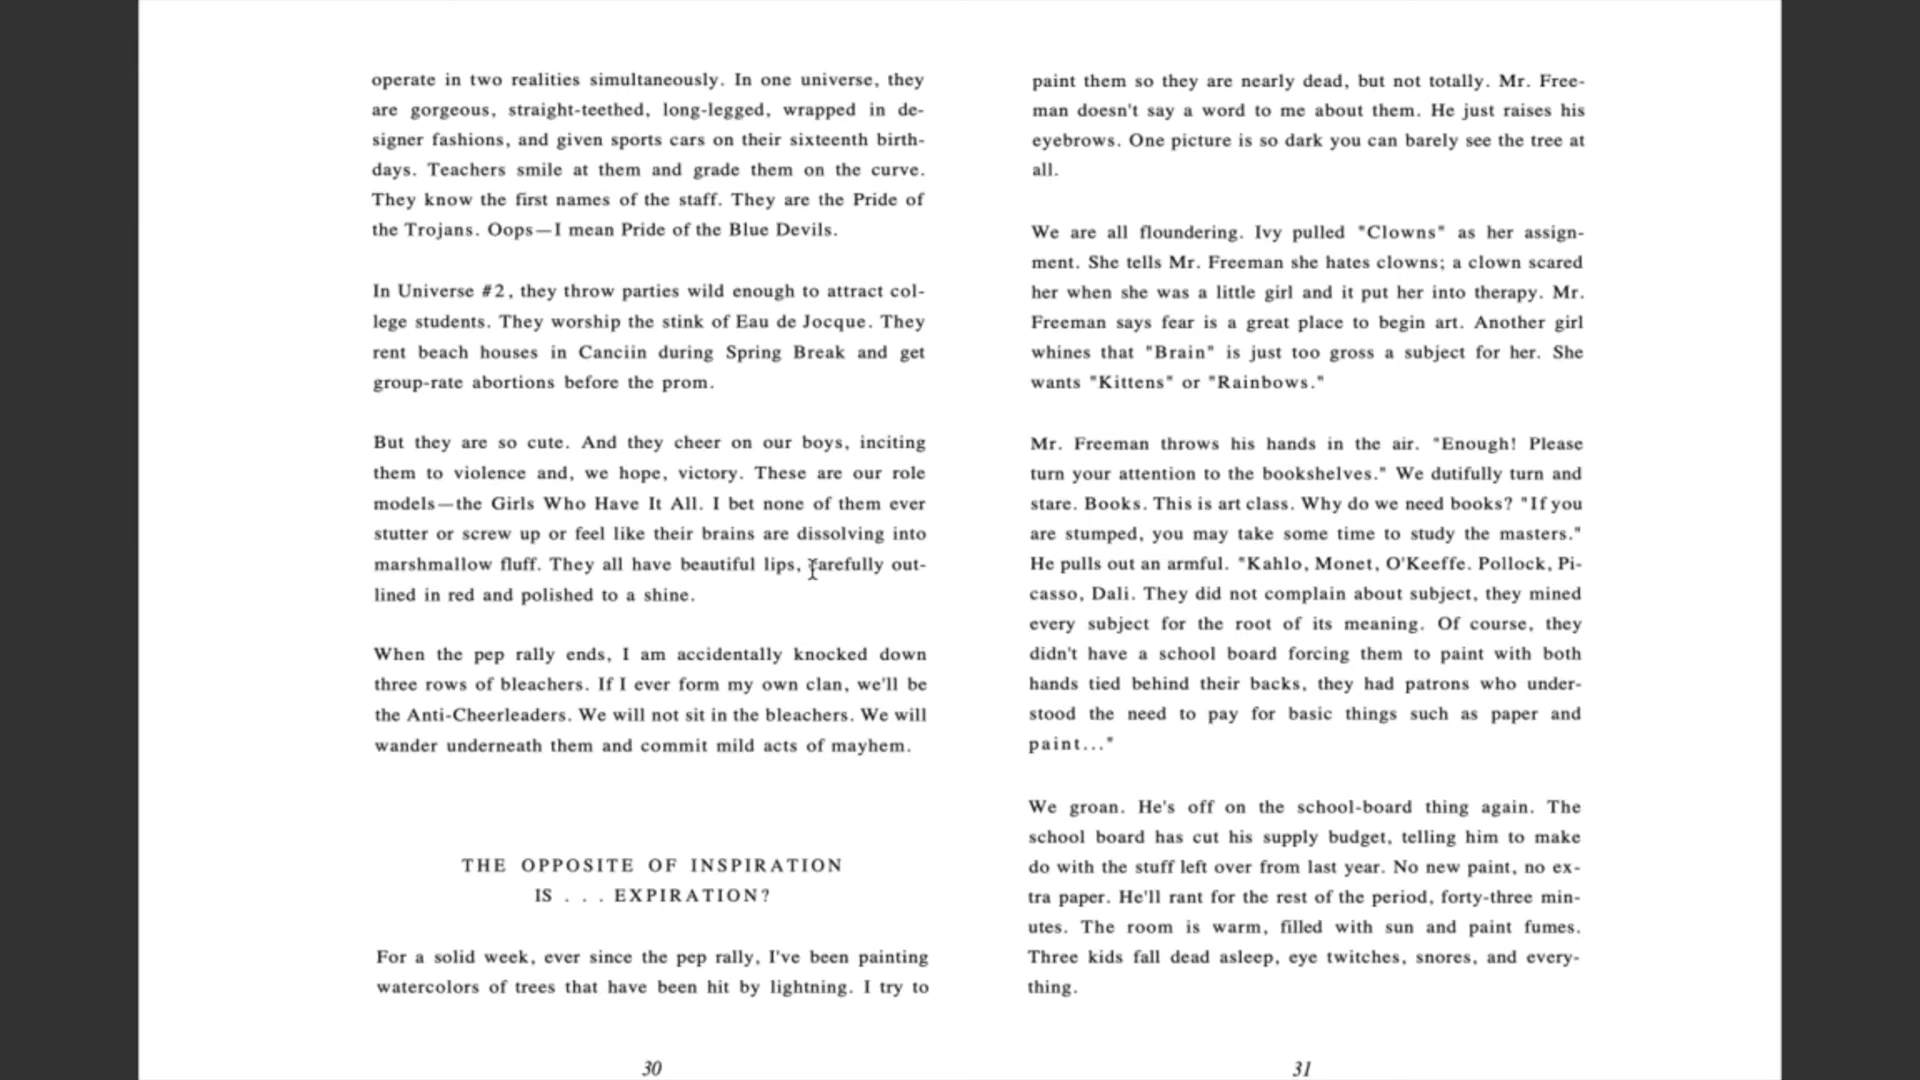 operate in two realities simultaneously. In one universe, they
are gorgeous, straight-teethed, long-legged, wrapped in de-
signer fashions, and given sports cars on their sixteenth birth-
days. Teachers smile at them and grade them on the curve.
They know the first names of the staff. They are the Pride of
the Trojans. Oops—I mean Pride of the Blue Devils.
In Universe #2, they throw parties wild enough to attract col-
lege students. They worship the stink of Eau de Jocque. They
rent beach houses in Canciin during Spring Break and get
group-rate abortions before the prom.
But they are so cute. And they cheer on our boys, inciting
them to violence and, we hope, victory. These are our role
models—the Girls Who Have It All. I bet none of them ever
stutter or screw up or feel like their brains are dissolving into
marshmallow fluff. They all have beautiful lips, carefully out-
lined in red and polished to a shine.
When the pep rally ends, I am accidentally knocked down
three rows of bleachers. If I ever form my own clan, we'll be
the Anti-Cheerleaders. We will not sit in the bleachers. We will
wander underneath them and commit mild acts of mayhem.
THE OPPOSITE OF INSPIRATION
IS . . . EXPIRATION?
For a solid week, ever since the pep rally, I've been painting
watercolors of trees that have been hit by lightning. I try to
30
paint them so they are nearly dead, but not totally. Mr. Free-
man doesn't say a word to me about them. He just raises his
eyebrows. One picture is so dark you can barely see the tree at
all.
We are all floundering. Ivy pulled "Clowns" as her assign-
ment. She tells Mr. Freeman she hates clowns; a clown scared
her when she was a little girl and it put her into therapy. Mr.
Freeman says fear is a great place to begin art. Another girl
whines that "Brain" is just too gross a subject for her. She
wants "Kittens" or "Rainbows."
Mr. Freeman throws his hands in the air. "Enough! Please
turn your attention to the bookshelves." We dutifully turn and
stare. Books. This is art class. Why do we need books? "If you
are stumped, you may take some time to study the masters."
He pulls out an armful. "Kahlo, Monet, O'Keeffe. Pollock, Pi-
casso, Dali. They did not complain about subject, they mined
every subject for the root of its meaning. Of course, they
didn't have a school board forcing them to paint with both
hands tied behind their backs, they had patrons who under-
stood the need to pay for basic things such as paper and
paint..."
We groan. He's off on the school-board thing again. The
school board has cut his supply budget, telling him to make
do with the stuff left over from last year. No new paint, no ex-
tra paper. He'll rant for the rest of the period, forty-three min-
utes. The room is warm, filled with sun and paint fumes.
Three kids fall dead asleep, eye twitches, snores, and every-
thing.
31